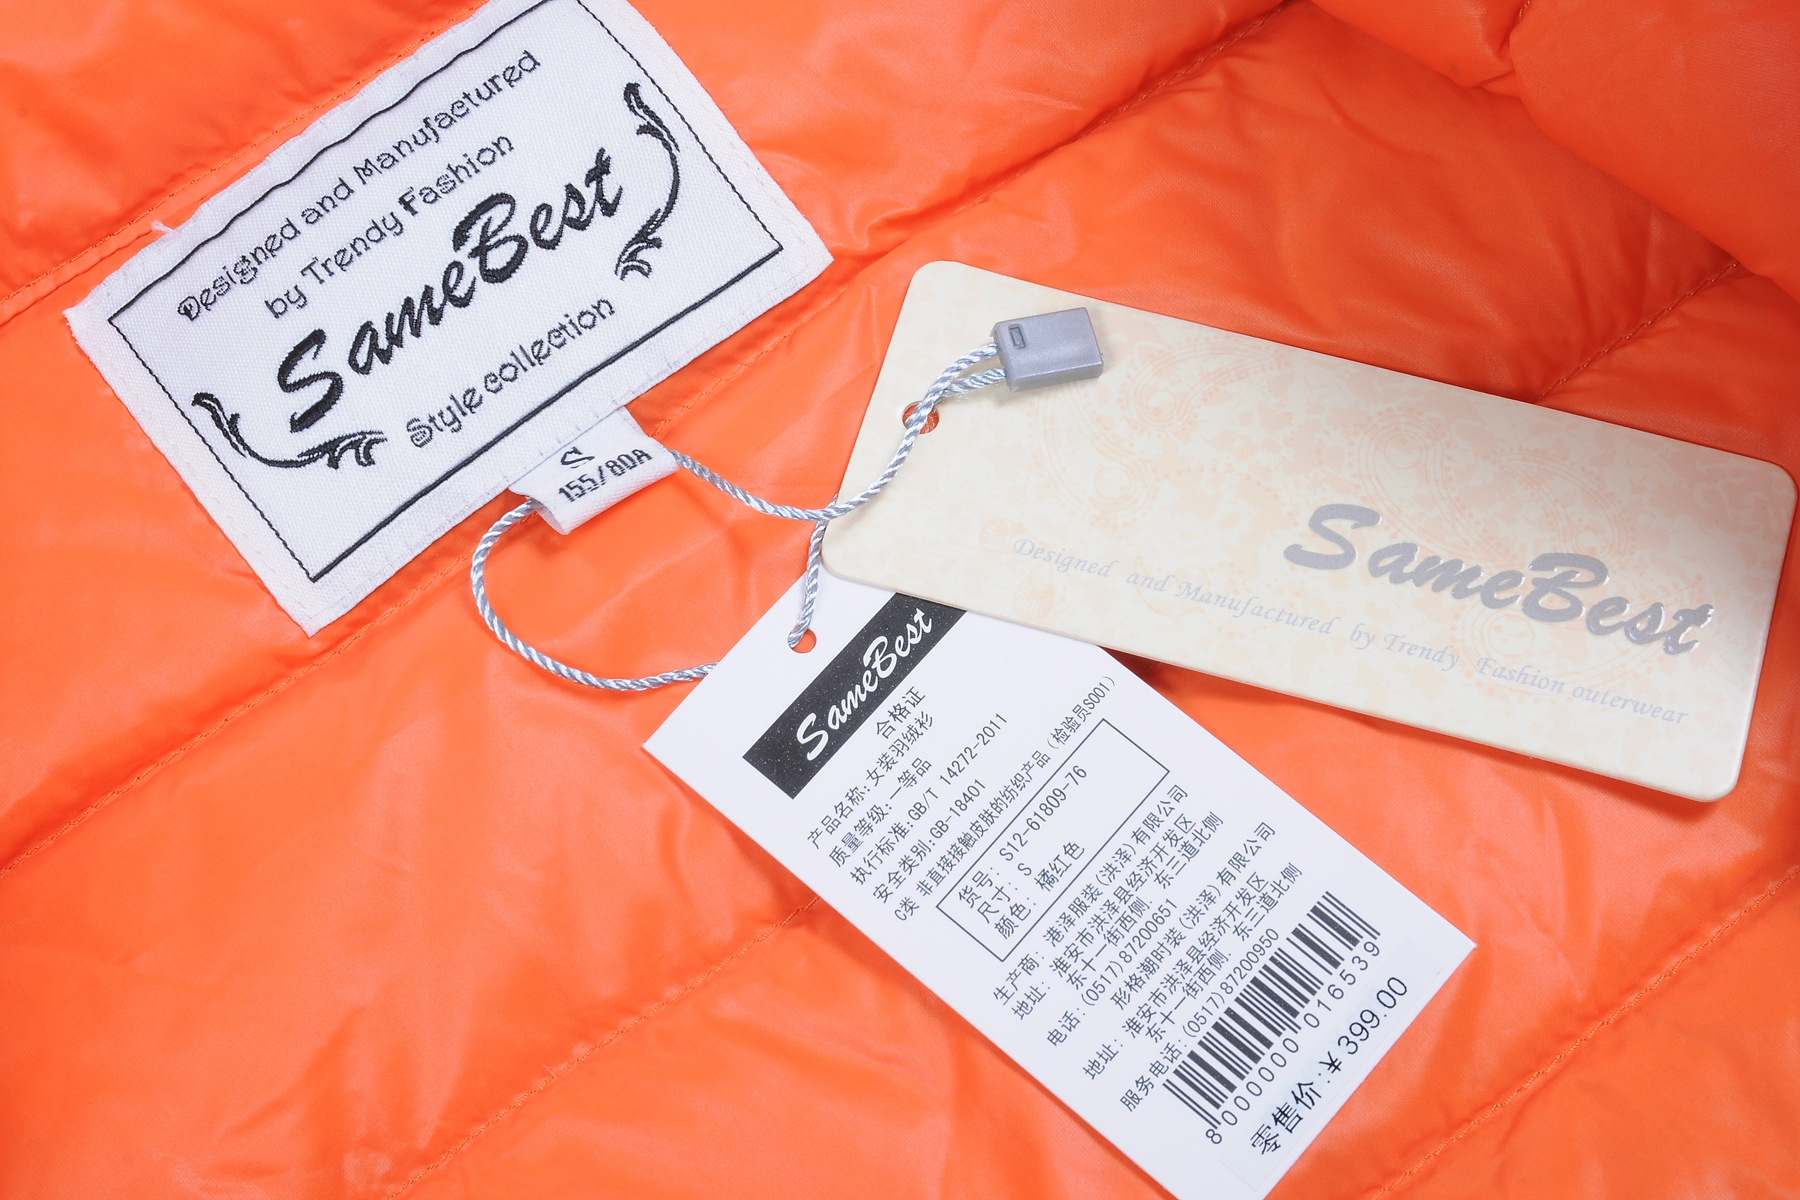 Designed and Manufactured
by Trendy Fashion
SameBest
Style collection
S
155/80A
SameBest
Designed and Manufactured by Trendy Fashion outerwear
SameBest
合格证
产品名称:女装羽绒衫
质量等级:一等品
执行标准:GB/T 14272-2011
安全类别:GB-18401
C类 非直接接触皮肤的纺织产品 (检验员S001)
货号: S12-61809-76
尺寸: S
颜色: 橘红色
生产商: 港泽服装(洪泽)有限公司
地址: 淮安市洪泽县经济开发区
东十一街西侧, 东三道北侧
电话: (0517)87200651
形格潮时装(洪泽)有限公司
地址: 淮安市洪泽县经济开发区
东十一街西侧, 东三道北侧
服务电话: (0517)87200950
8000000016539
零售价:¥ 399.00